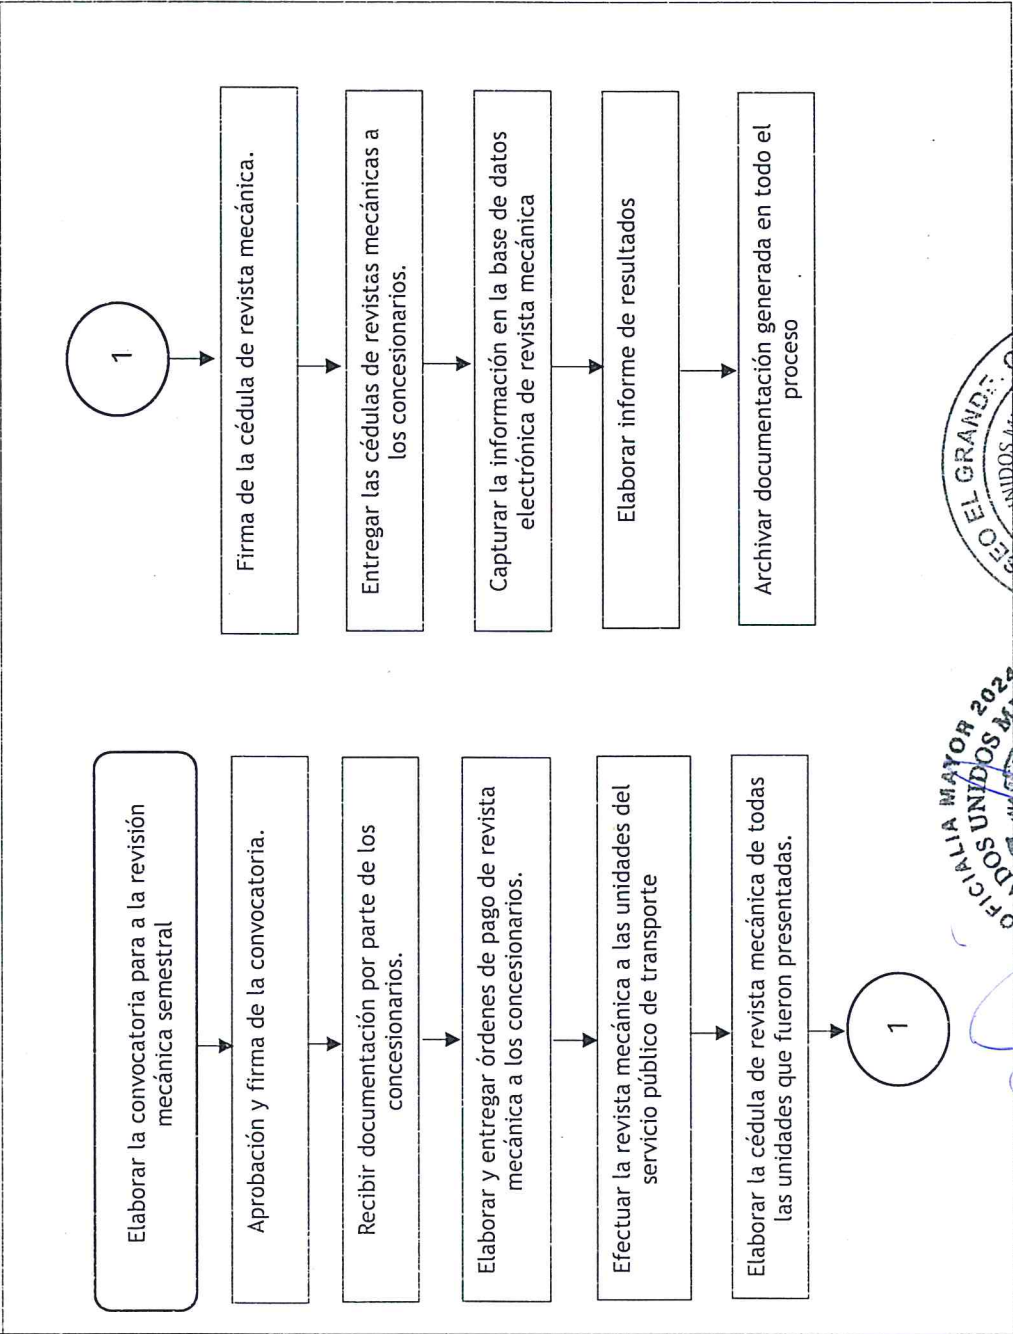 Elaborar la convocatoria para a la revisión
mecánica semestral
Aprobación y firma de la convocatoria.
Recibir documentación por parte de los
concesionarios.
Elaborar y entregar órdenes de pago de revista
mecánica a los concesionarios.
Efectuar la revista mecánica a las unidades del
servicio público de transporte
Elaborar la cédula de revista mecánica de todas
las unidades que fueron presentadas.
1
1
Firma de la cédula de revista mecánica.
Entregar las cédulas de revistas mecánicas a
los concesionarios.
Capturar la información en la base de datos
electrónica de revista mecánica
Elaborar informe de resultados
Archivar documentación generada en todo el
proceso
OFICIALIA MAYOR 2024
UNIDOS
EL GRANDE